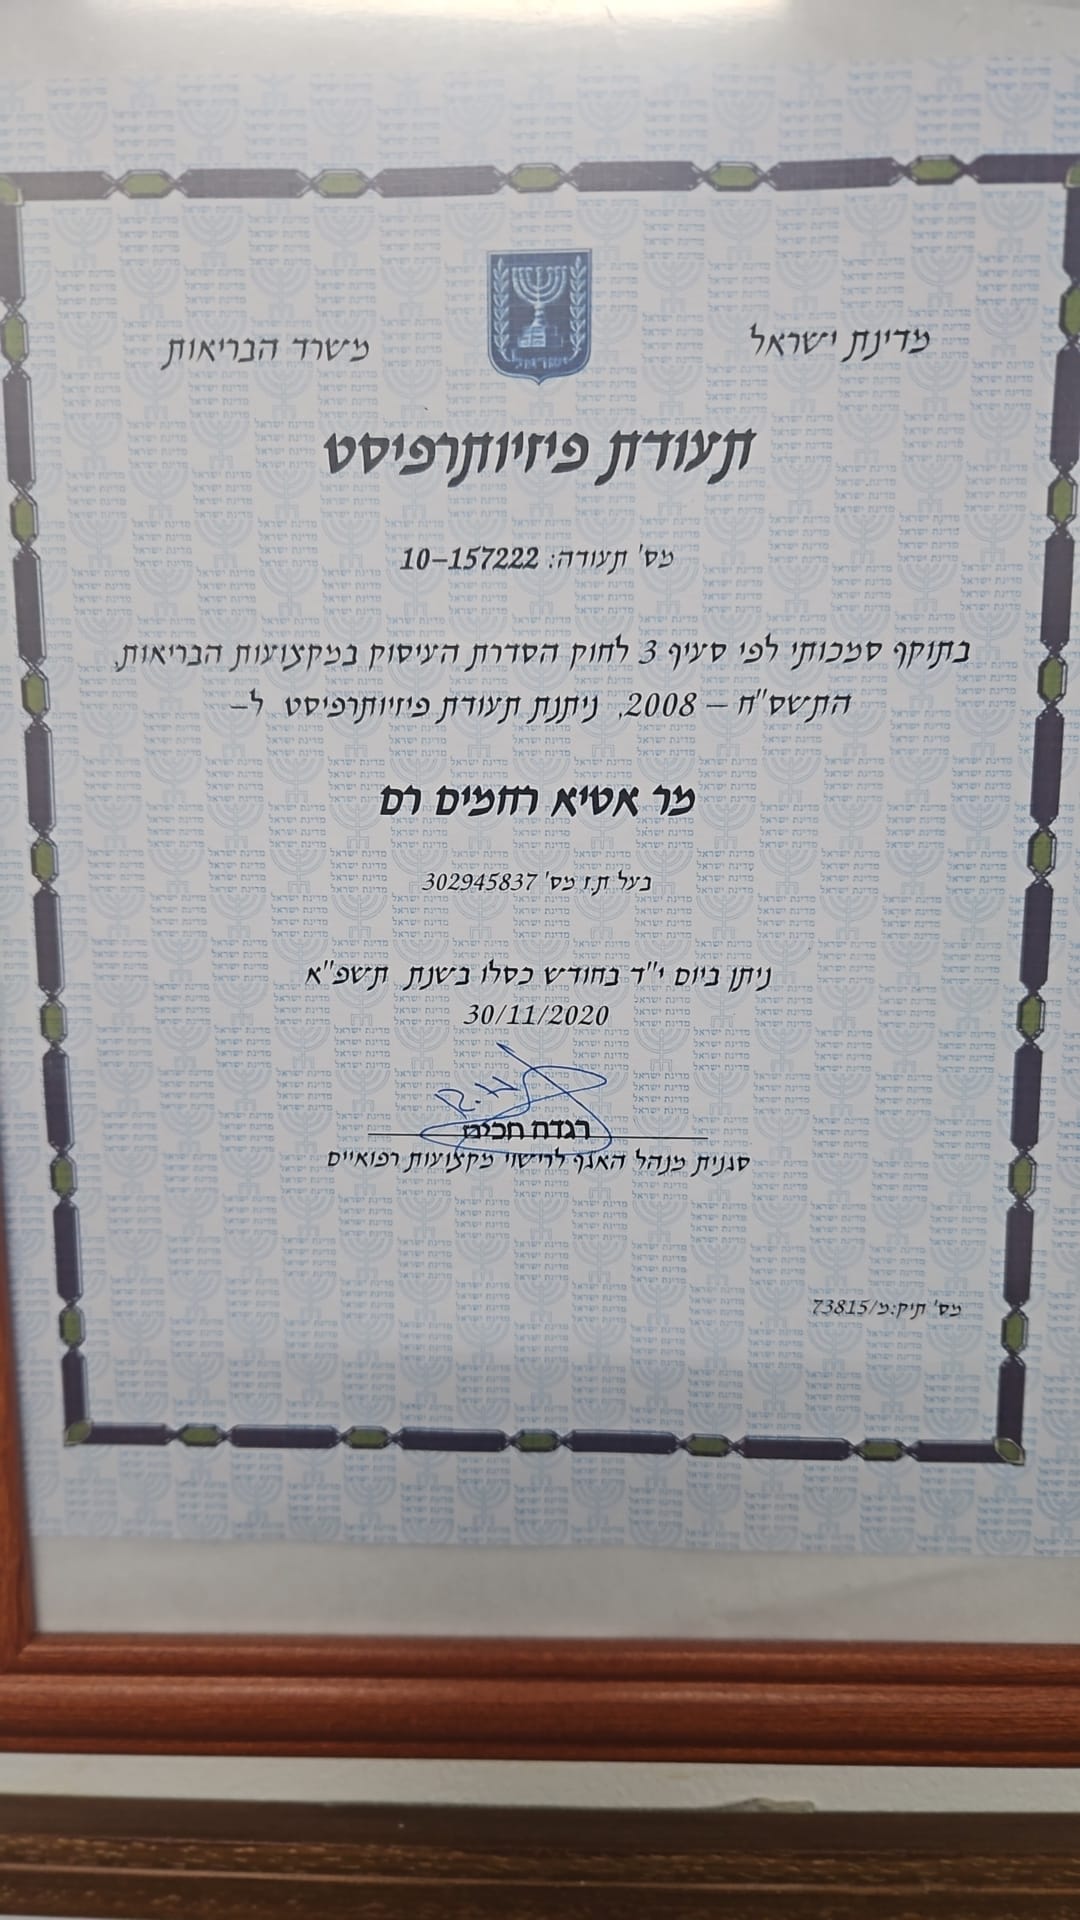 מדינת ישראל
משרד הבריאות
תעודת פיזיותרפיסט
מס' תעודה: 10-157222
בתוקף סמכותי לפי סעיף 3 לחוק הסדרת העיסוק במקצועות הבריאות,
התשס"ח – 2008, ניתנת תעודת פיזיותרפיסט ל–
מר אטיא רחמים רם
בעל ת.ז מס' 302945837
ניתן ביום י"ד בחודש כסלו בשנת תשפ"א
30/11/2020
R.H
רגדה חכים
סגנית מנהל האגף לרישוי מקצועות רפואיים
מס' תיק:מ/73815